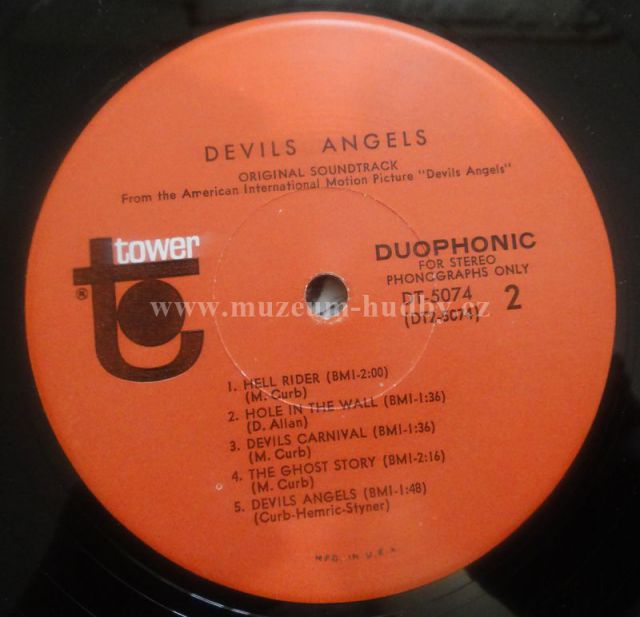 DEVILS ANGELS
ORIGINAL SOUNDTRACK
From the American International Motion Picture "Devils Angels"
tower
®
DUOPHONIC
FOR STEREO
PHONOGRAPHS ONLY
DT 5074
(DT2-5074)
2
www.muzeum-hudby.cz
1. HELL RIDER (BMI-2:00)
(M. Curb)
2. HOLE IN THE WALL (BMI-1:36)
(D. Allan)
3. DEVILS CARNIVAL (BMI-1:36)
(M. Curb)
4. THE GHOST STORY (BMI-2:16)
(M. Curb)
5. DEVILS ANGELS (BMI-1:48)
(Curb-Hemric-Styner)
MFD. IN U.S.A.